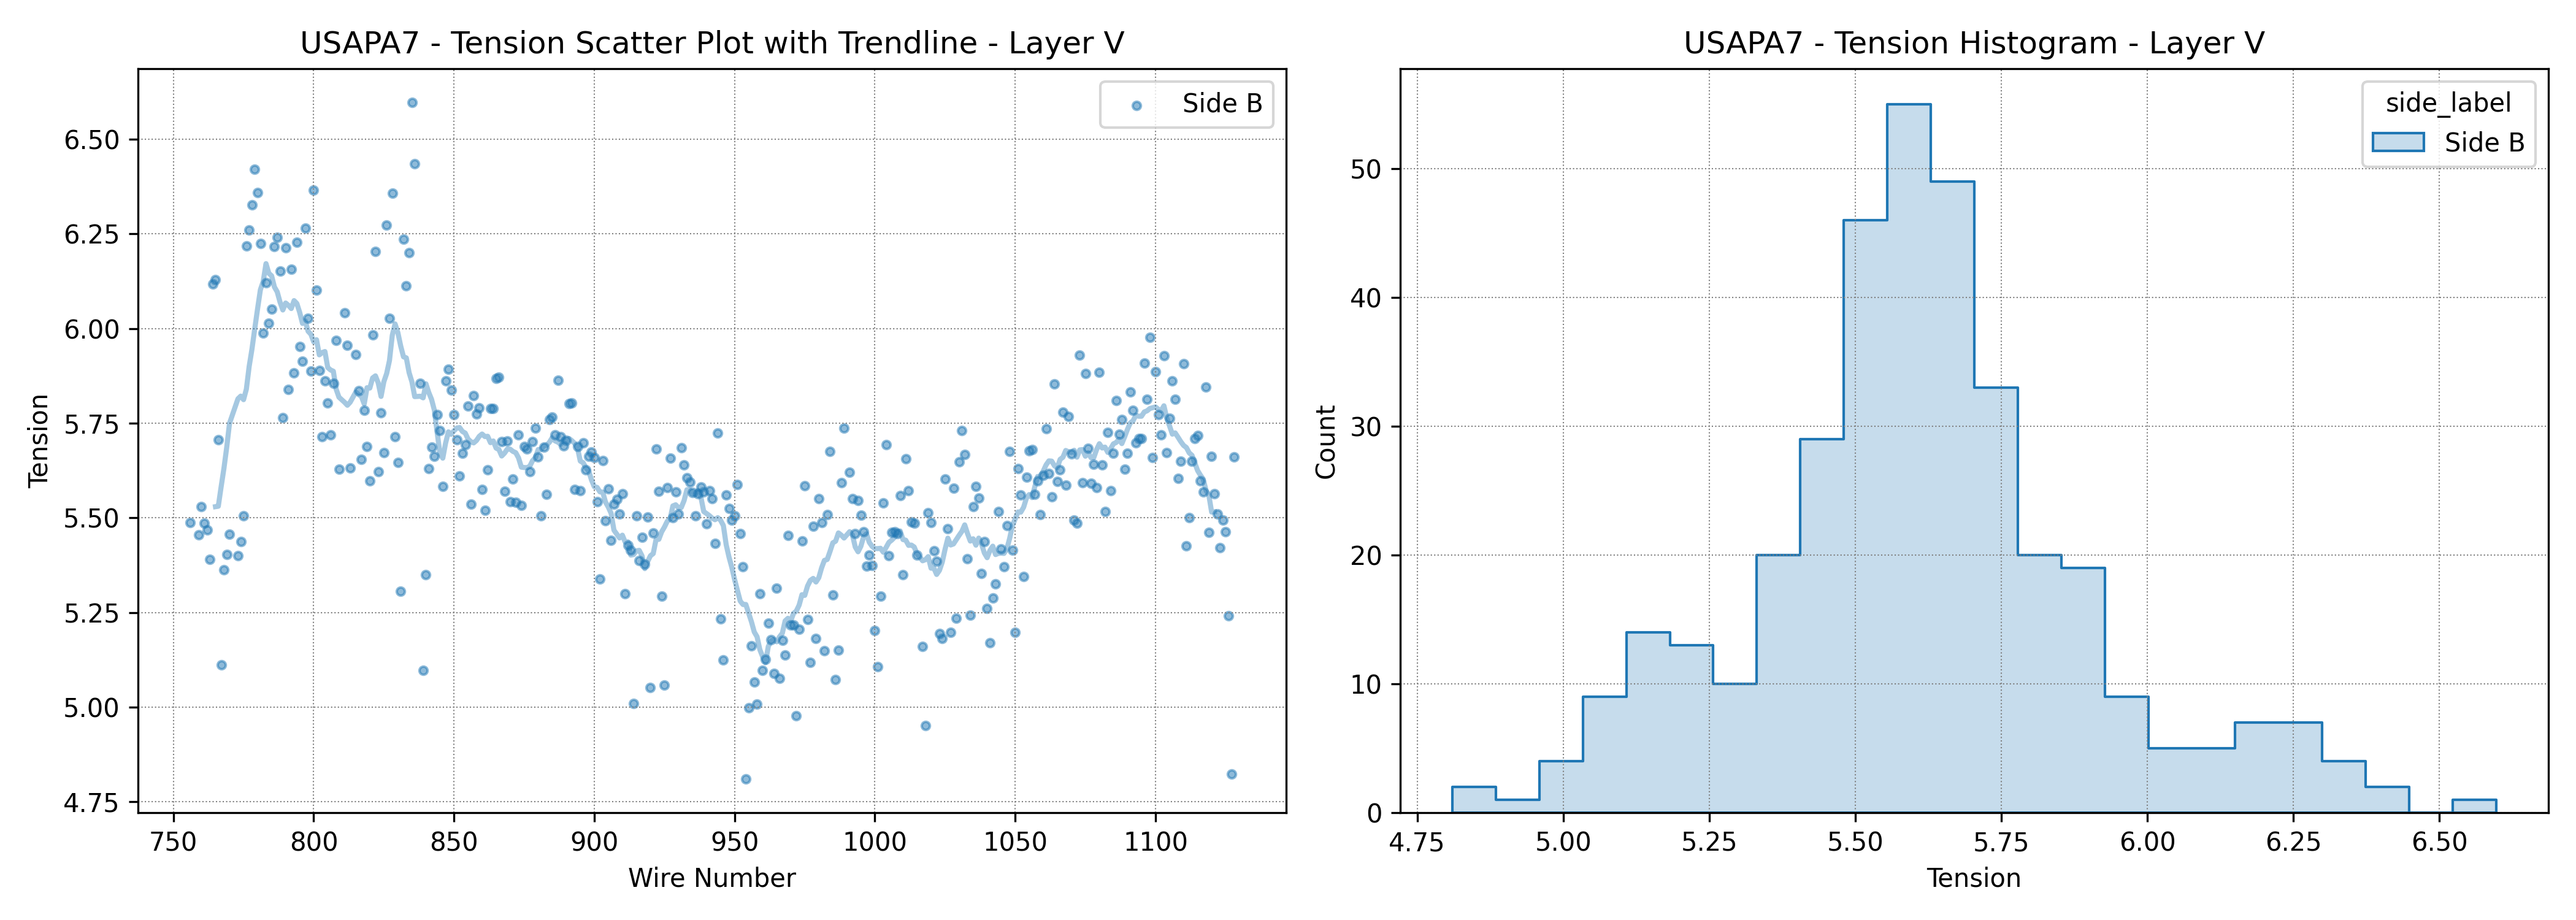 USAPA7 - Tension Scatter Plot with Trendline - Layer V
Side B
6.50
6.25
6.00
5.75
5.50
5.25
5.00
4.75
Tension
750 800 850 900 950 1000 1050 1100
Wire Number
USAPA7 - Tension Histogram - Layer V
side_label
Side B
50
40
30
20
10
0
Count
4.75 5.00 5.25 5.50 5.75 6.00 6.25 6.50
Tension